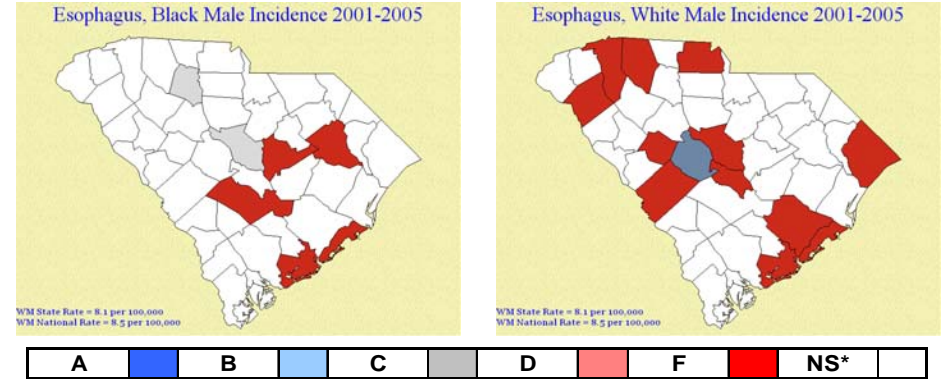 Esophagus, Black Male Incidence 2001-2005
WM State Rate = 8.1 per 100,000
WM National Rate = 8.5 per 100,000
Esophagus, White Male Incidence 2001-2005
WM State Rate = 8.1 per 100,000
WM National Rate = 8.5 per 100,000
A B C D F NS*